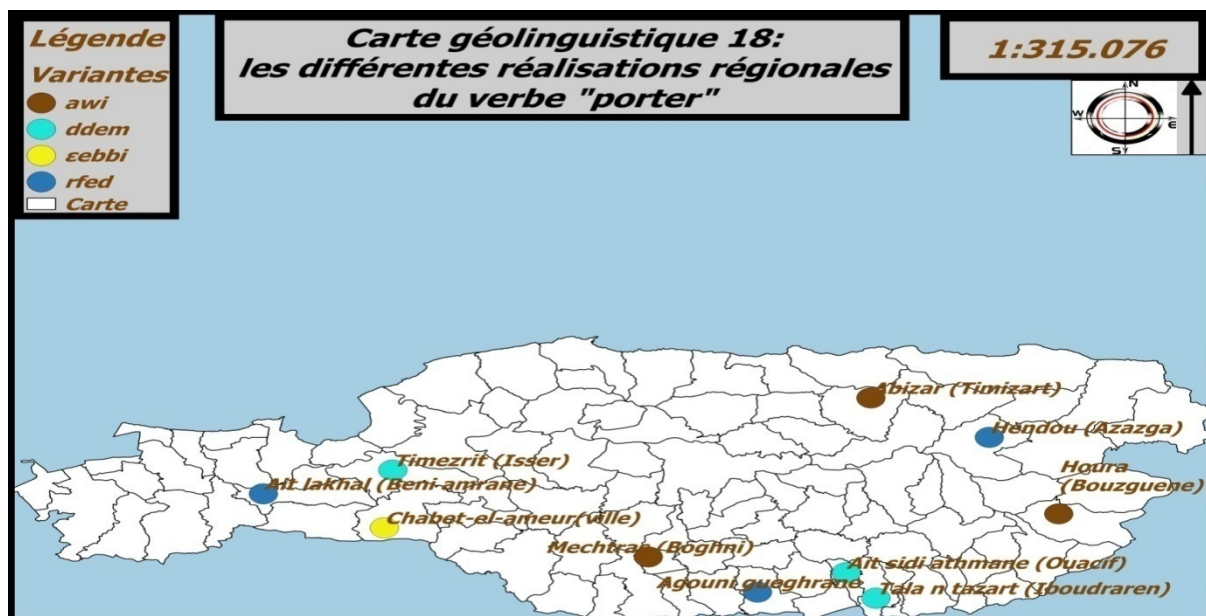 Légende
Variantes
awi
ddem
ɛebbi
rfed
Carte
Carte géolinguistique 18:
les différentes réalisations régionales
du verbe "porter"
1:315.076
N
W
E
S
Abizar (Timizart)
Hendou (Azazga)
Timezrit (Isser)
Houra
(Bouzguene)
Ait lakhal (Beni-amrane)
Chabet-el-ameur(ville)
Mechtras (Boghni)
Ait sidi athmane (Ouacif)
Agouni gueghrane
Tala n tazart (Iboudraren)